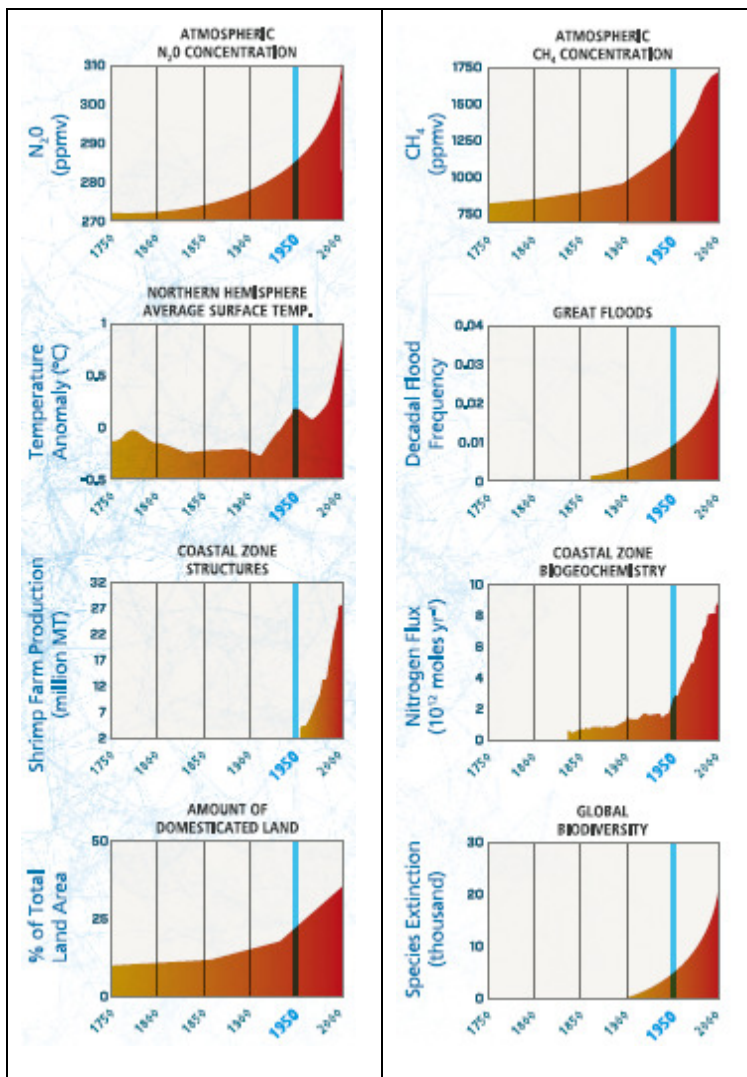 ATMOSPHERIC
N₂O CONCENTRATION
N₂O
(ppmv)
310
300
290
280
270
1750
1800
1850
1900
1950
2000
ATMOSPHERIC
CH₄ CONCENTRATION
CH₄
(ppmv)
1750
1500
1250
1000
750
1750
1800
1850
1900
1950
2000
NORTHERN HEMISPHERE
AVERAGE SURFACE TEMP.
Temperature
Anomaly (°C)
1
0.5
0
-0.5
1750
1800
1850
1900
1950
2000
GREAT FLOODS
Decadal Flood
Frequency
0.04
0.03
0.02
0.01
0
1750
1800
1850
1900
1950
2000
COASTAL ZONE
STRUCTURES
Shrimp Farm Production
(million MT)
32
27
22
17
12
7
2
1750
1800
1850
1900
1950
2000
COASTAL ZONE
BIOGEOCHEMISTRY
Nitrogen Flux
(10¹² moles yr⁻¹)
10
8
6
4
2
0
1750
1800
1850
1900
1950
2000
AMOUNT OF
DOMESTICATED LAND
% of Total
Land Area
50
25
0
1750
1800
1850
1900
1950
2000
GLOBAL
BIODIVERSITY
Species Extinction
(thousand)
30
20
10
0
1750
1800
1850
1900
1950
2000